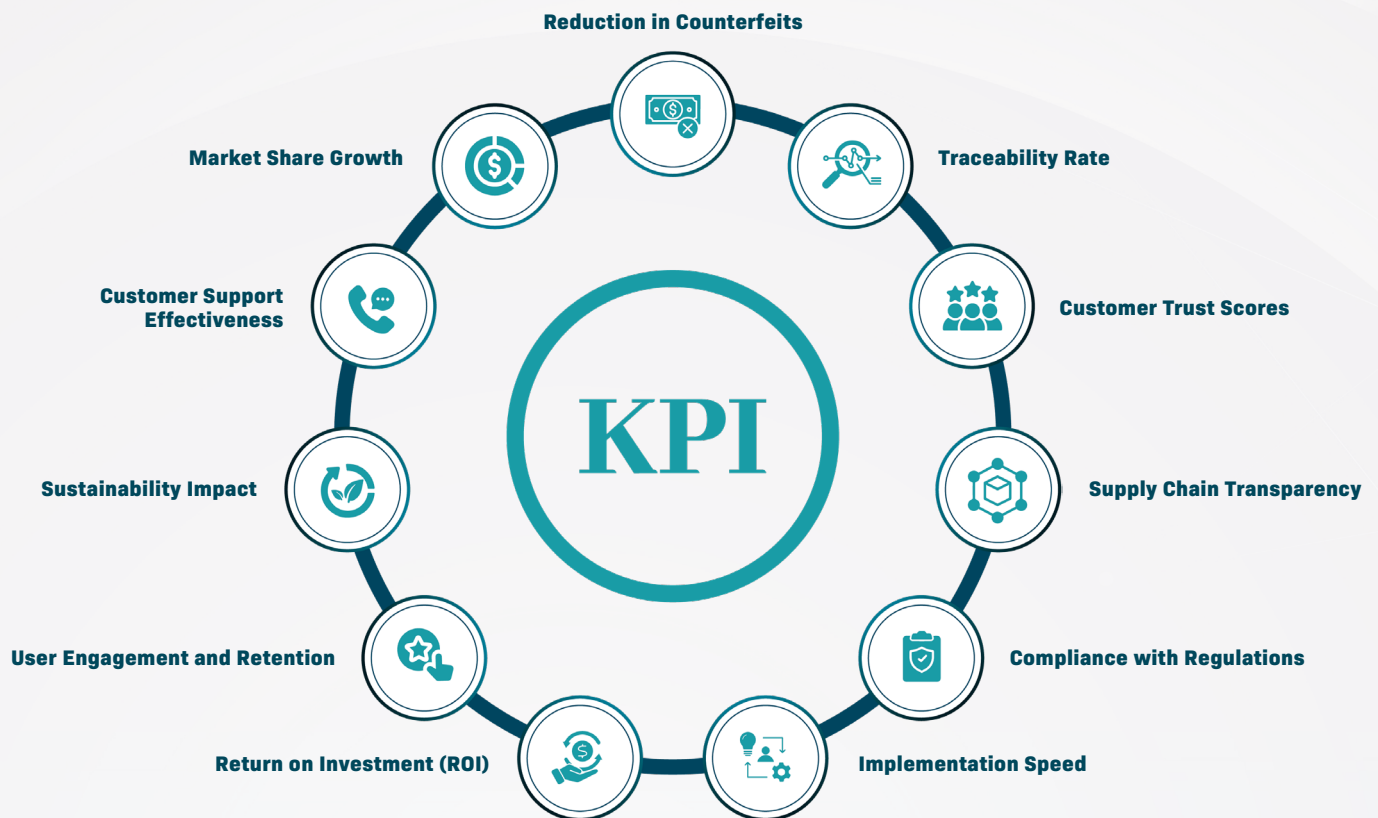 Reduction in Counterfeits
Market Share Growth
Traceability Rate
Customer Support
Effectiveness
Customer Trust Scores
KPI
Sustainability Impact
Supply Chain Transparency
User Engagement and Retention
Compliance with Regulations
Return on Investment (ROI)
Implementation Speed